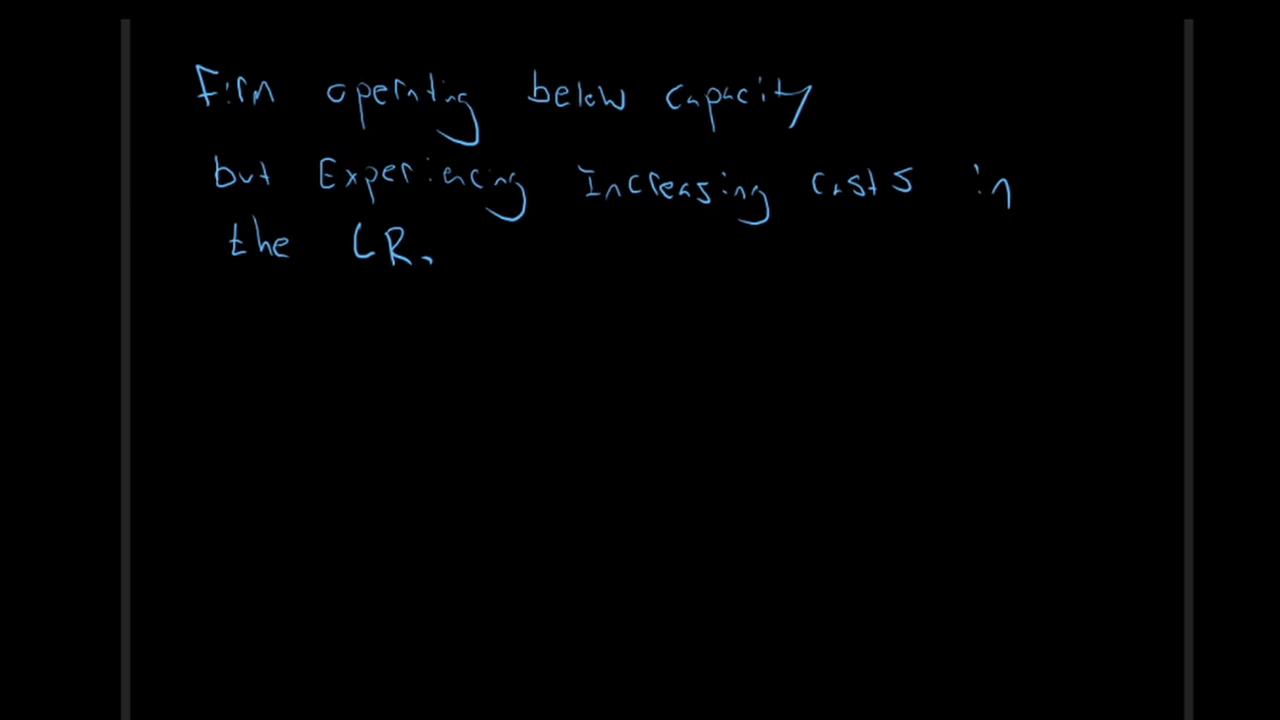 Firm operating below capacity
but Experiencing Increasing costs in
the LR.